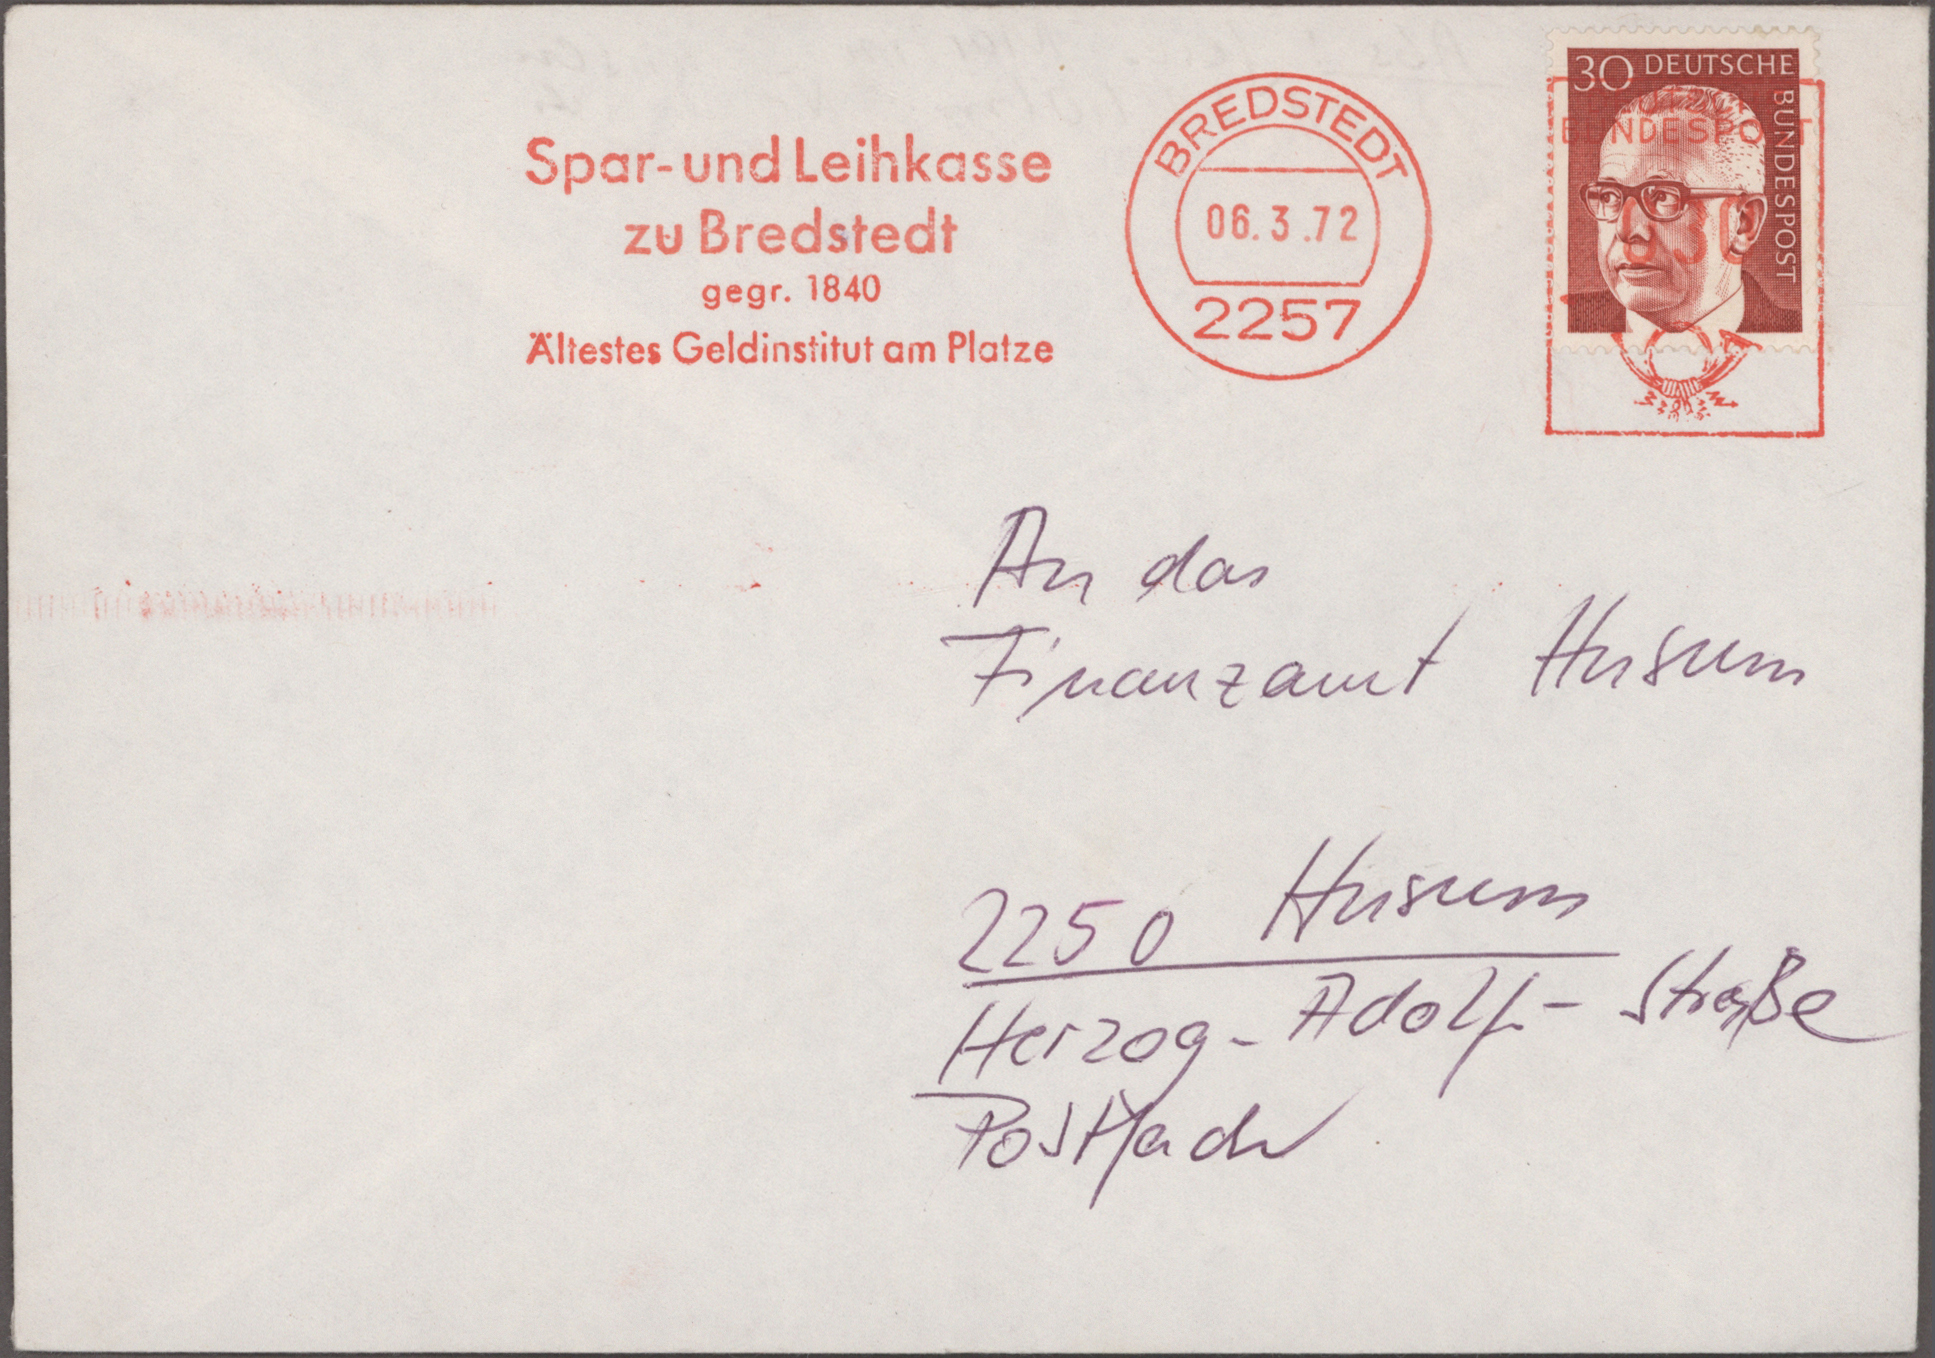 Spar- und Leihkasse
zu Bredstedt
gegr. 1840
Ältestes Geldinstitut am Platze
BREDSTEDT
06.3.72
2257
30 DEUTSCHE
BUNDESPOST
BUNDESPOST
An das
Finanzamt Husum
2250 Husum
Herzog-Adolf-Straße
Postfach